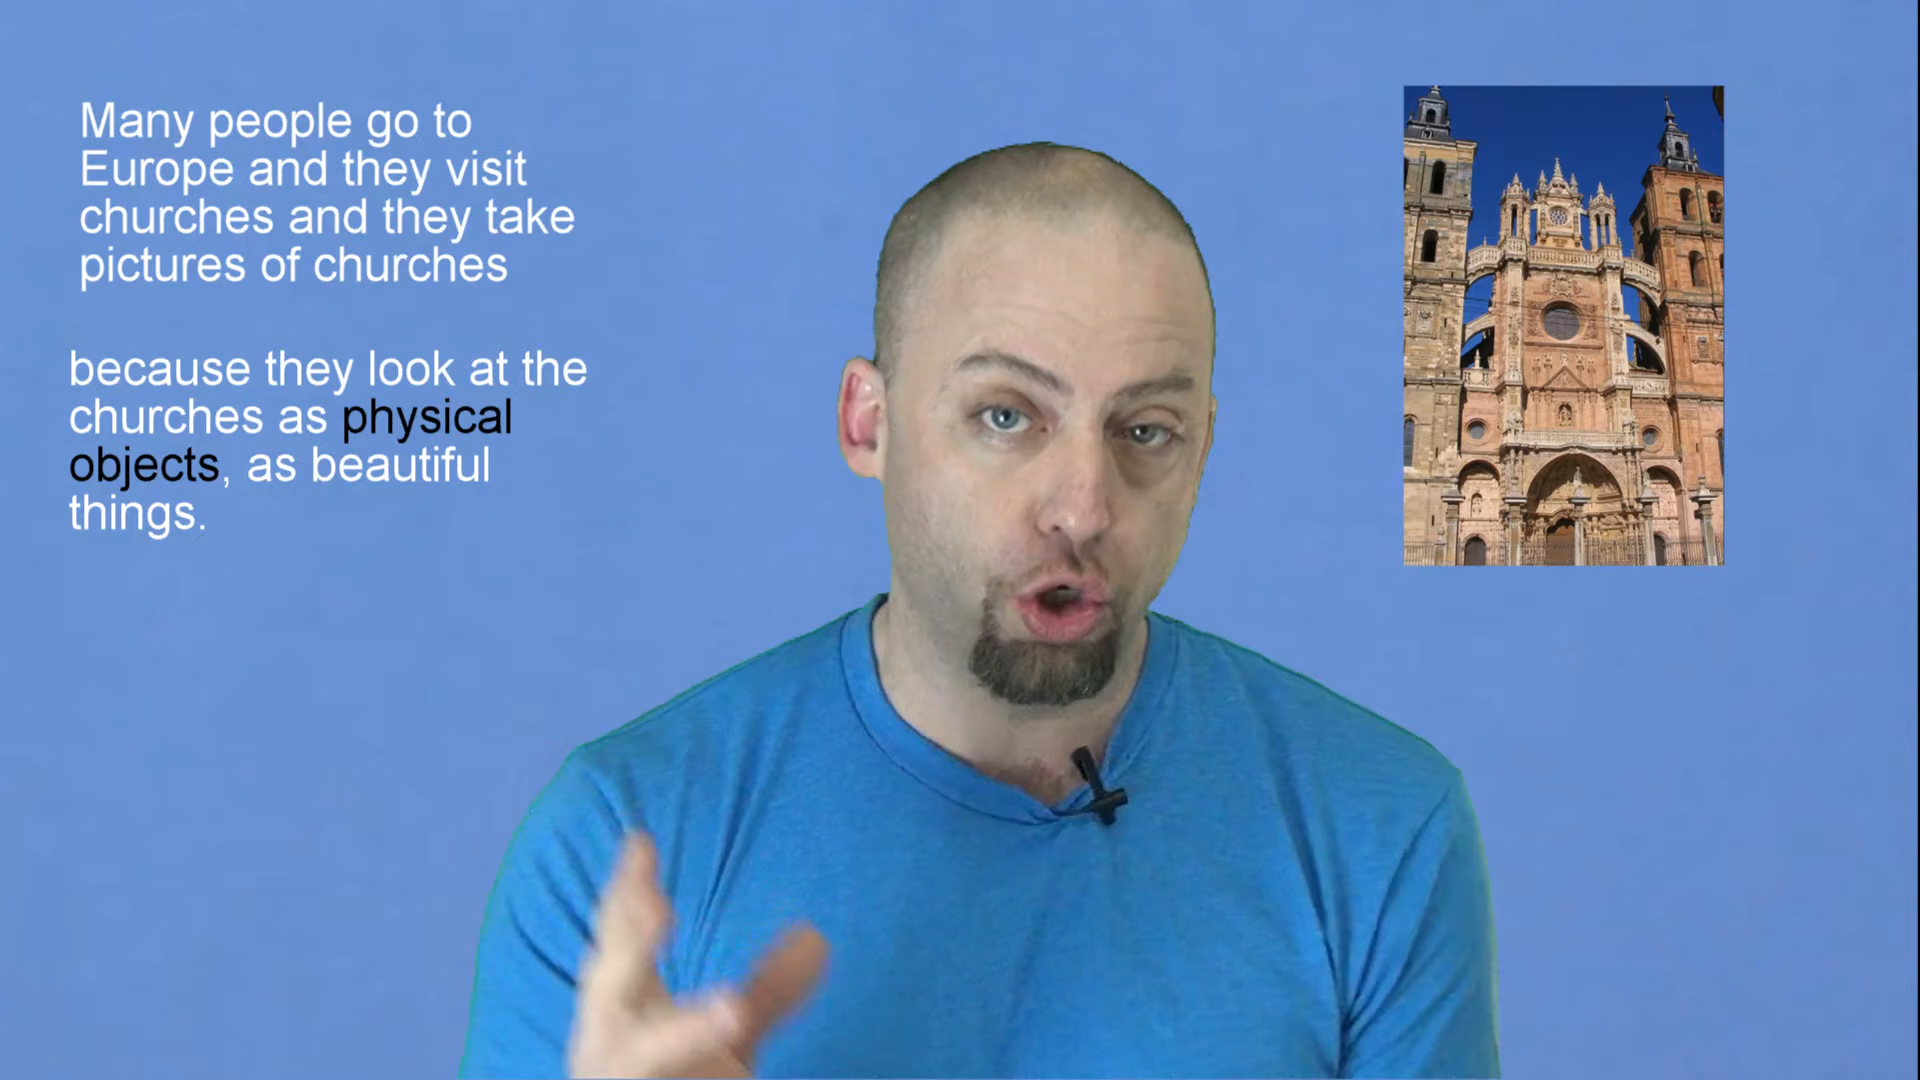 Many people go to
Europe and they visit
churches and they take
pictures of churches
because they look at the
churches as physical
objects, as beautiful
things.